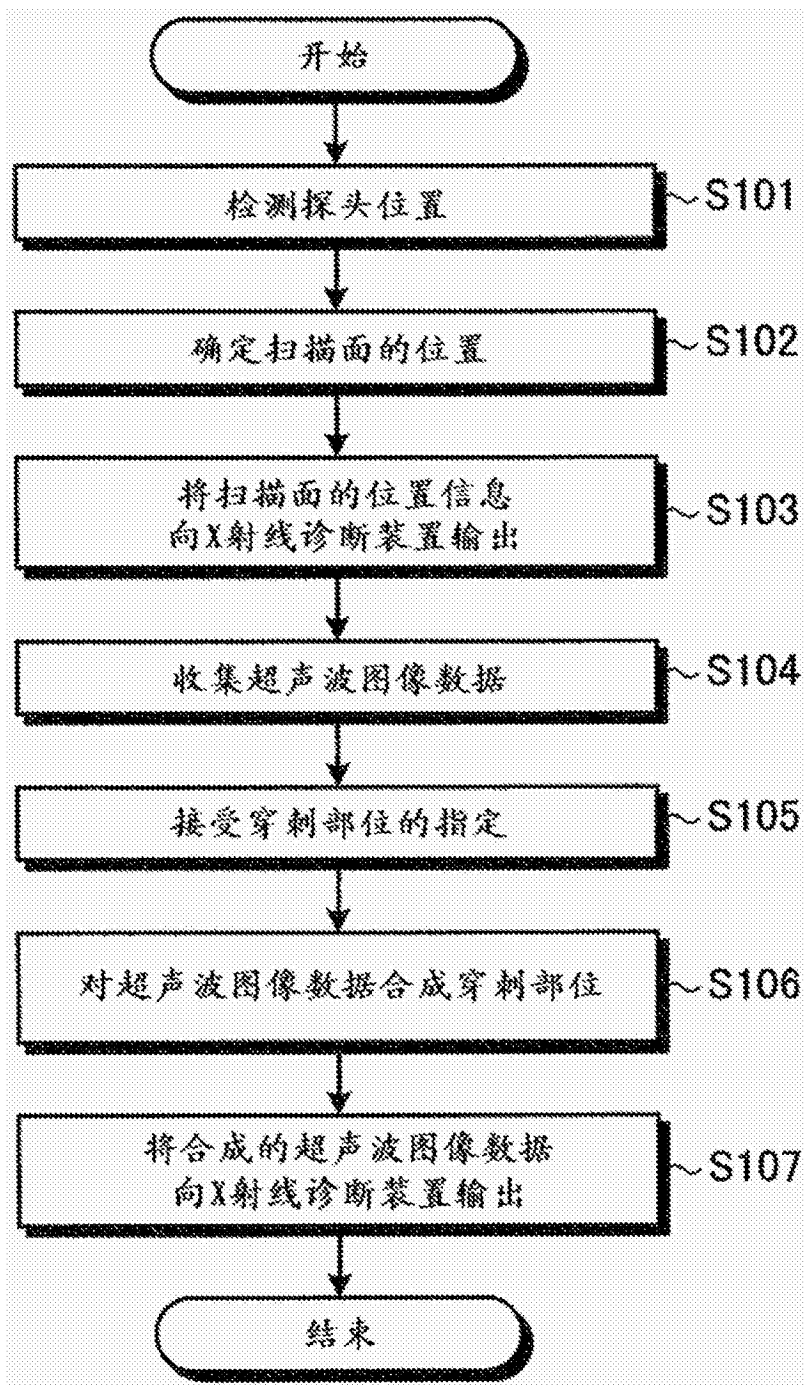 开始
检测探头位置
S101
确定扫描面的位置
S102
将扫描面的位置信息
向X射线诊断装置输出
S103
收集超声波图像数据
S104
接受穿刺部位的指定
S105
对超声波图像数据合成穿刺部位
S106
将合成的超声波图像数据
向X射线诊断装置输出
S107
结束